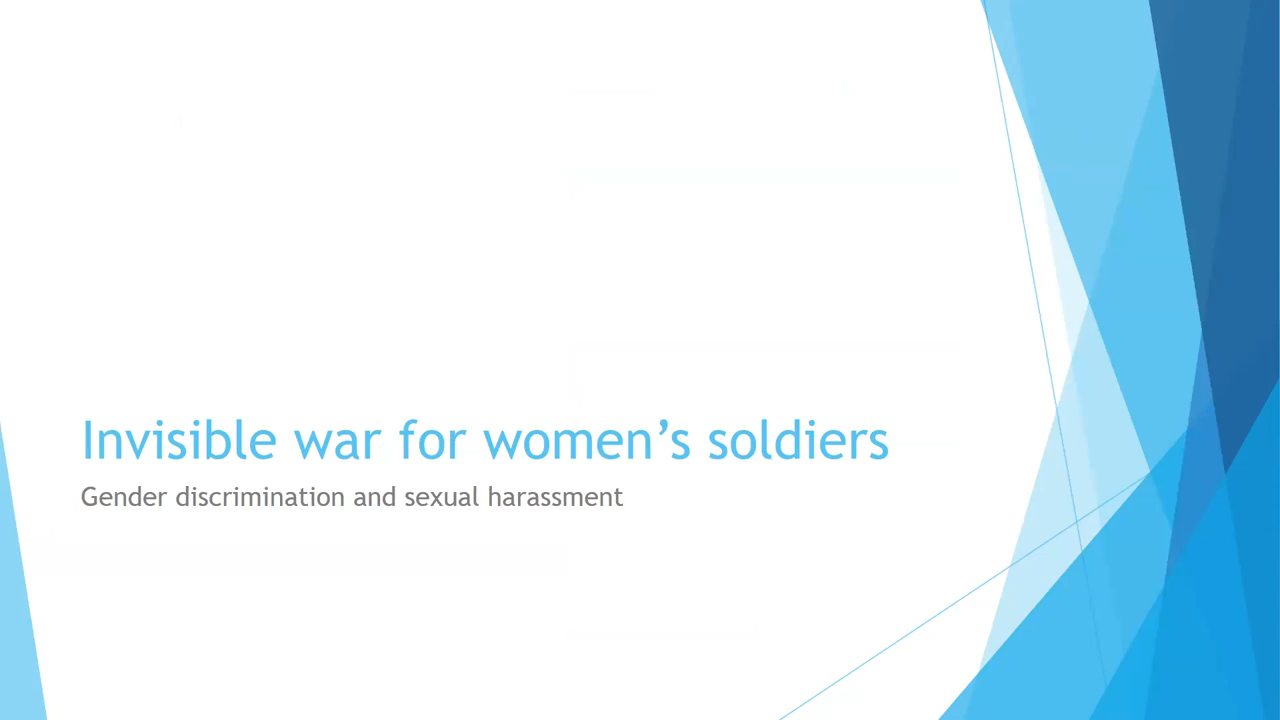 Invisible war for women’s soldiers
Gender discrimination and sexual harassment